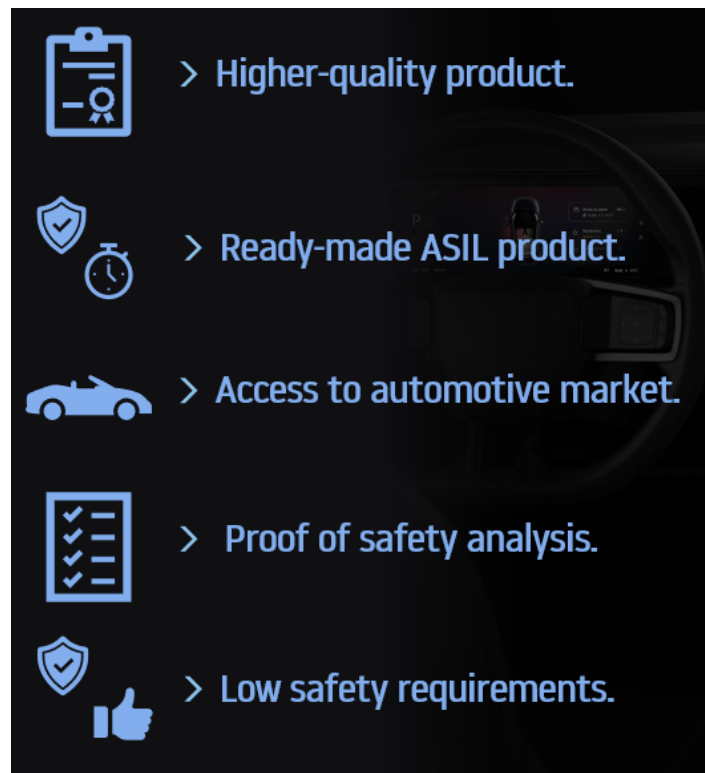 > Higher-quality product.
> Ready-made ASIL product.
> Access to automotive market.
> Proof of safety analysis.
> Low safety requirements.